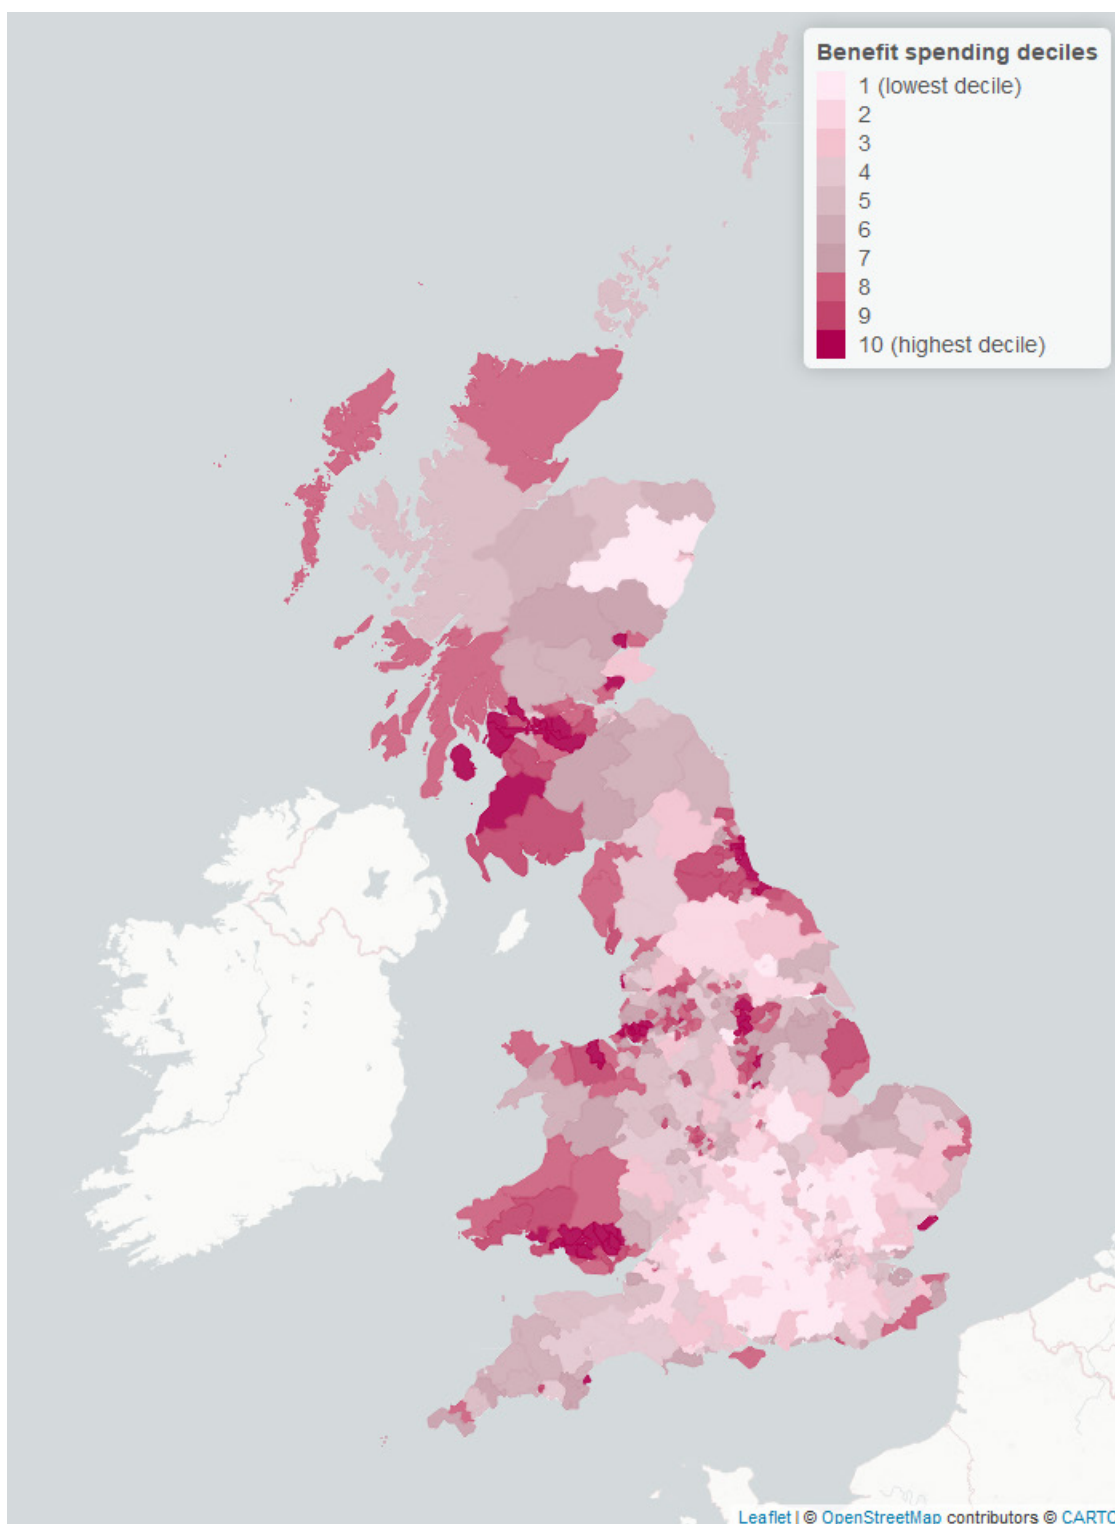 Benefit spending deciles
1 (lowest decile)
2
3
4
5
6
7
8
9
10 (highest decile)
Leaflet | © OpenStreetMap contributors © CARTO